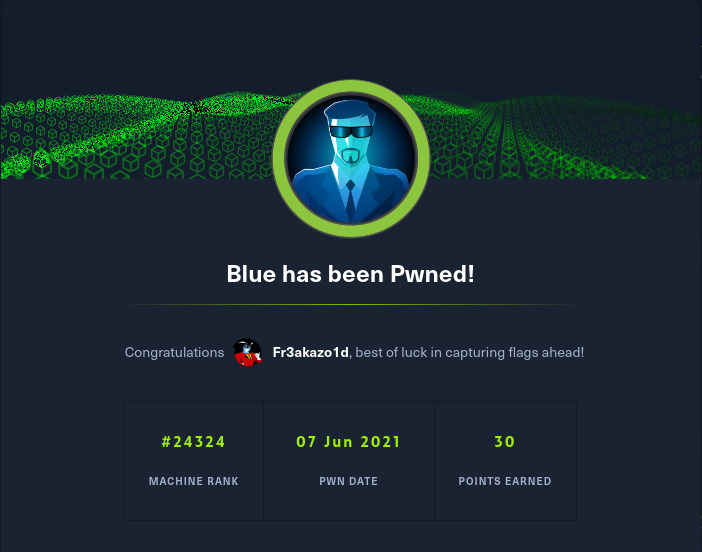 Blue has been Pwned!
Congratulations Fr3akazo1d, best of luck in capturing flags ahead!
#24324 07 Jun 2021 30
MACHINE RANK PWN DATE POINTS EARNED